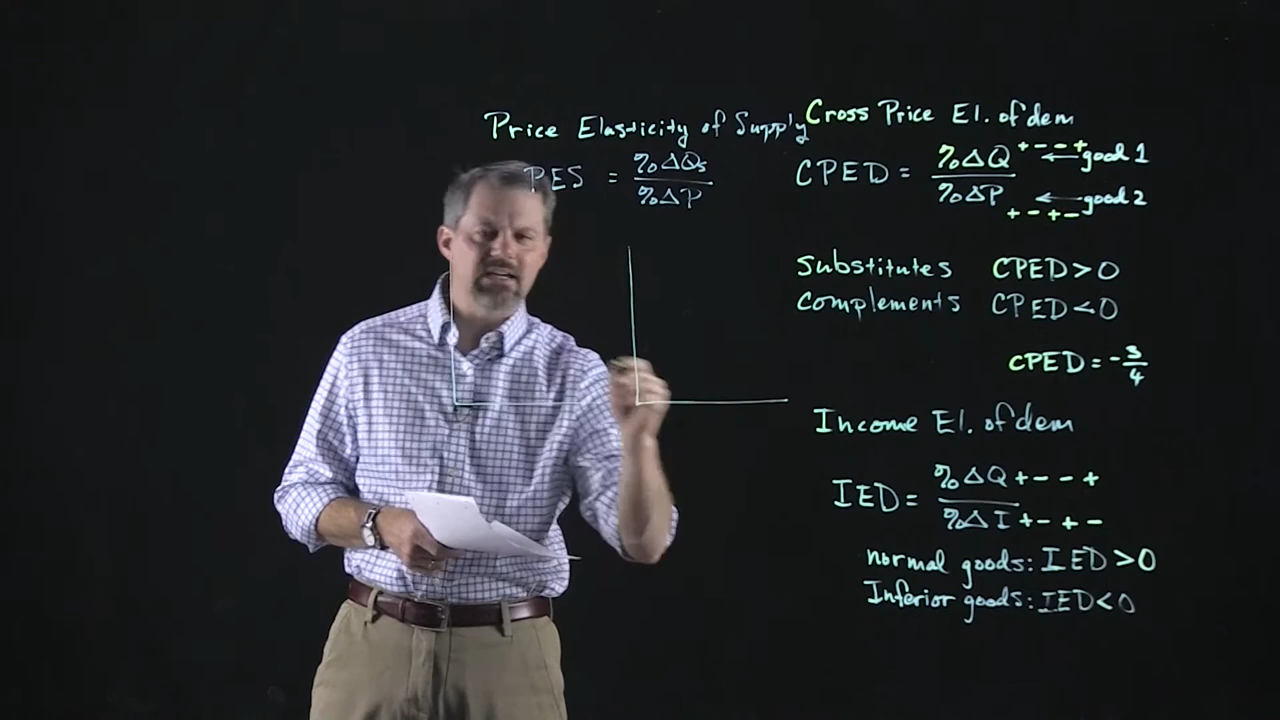 Price Elasticity of Supply
PES = %ΔQs / %ΔP
Cross Price El. of dem
CPED = %ΔQ / %ΔP
+ - - + ← good 1
← good 2
+ - + -
Substitutes CPED > 0
Complements CPED < 0
CPED = -3/4
Income El. of dem
IED = %ΔQ / %ΔI
+ - - +
+ - + -
normal goods: IED > 0
Inferior goods: IED < 0